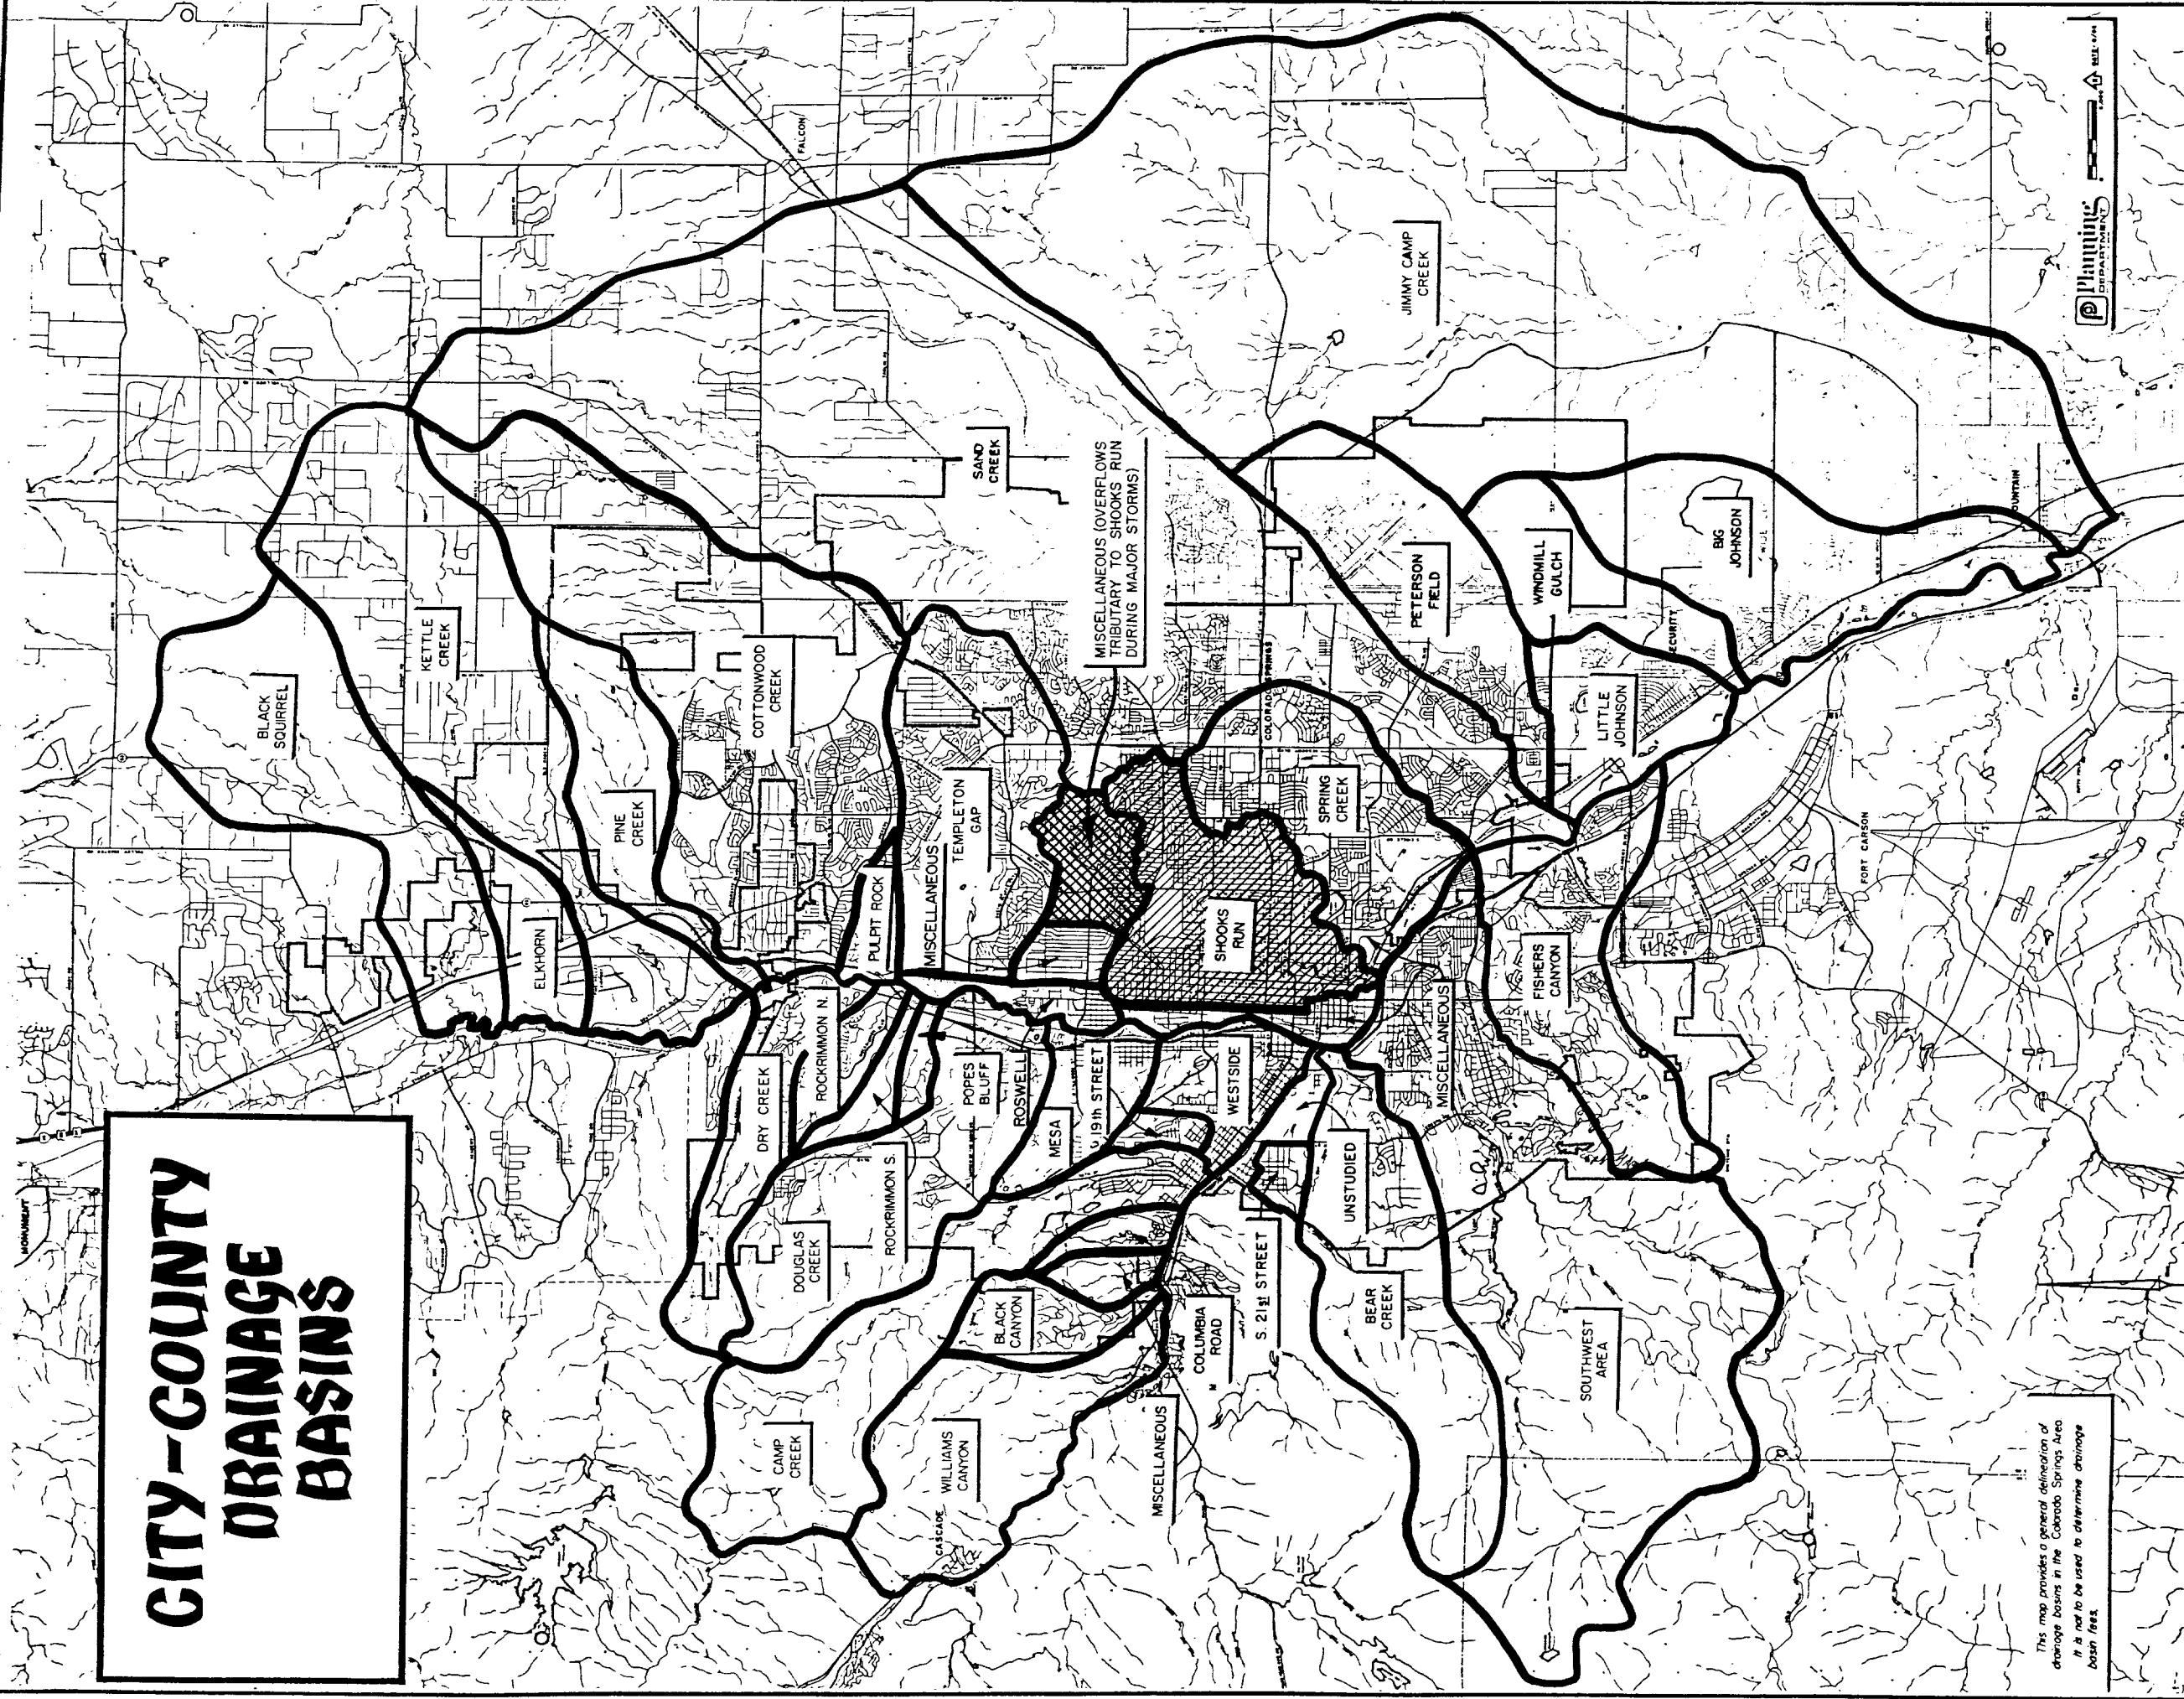 CITY-COUNTY
DRAINAGE
BASINS
MONUMENT
BLACK
SQUIRREL
KETTLE
CREEK
ELKHORN
PINE
CREEK
COTTONWOOD
CREEK
FALCON
SAND
CREEK
PULPIT ROCK
MISCELLANEOUS
TEMPLETON
GAP
MISCELLANEOUS (OVERFLOWS
TRIBUTARY TO SHOOKS RUN
DURING MAJOR STORMS)
DRY CREEK
ROCKRIMMON N.
DOUGLAS
CREEK
ROCKRIMMON S.
POPES
BLUFF
ROSWELL
MESA
19th STREET
WESTSIDE
CAMP
CREEK
WILLIAMS
CANYON
CASCADE
BLACK
CANYON
MISCELLANEOUS
COLUMBIA
ROAD
S. 21st STREET
SHOOKS
RUN
SPRING
CREEK
COLORADO SPRINGS
JIMMY CAMP
CREEK
PETERSON
FIELD
WINDMILL
GULCH
BIG
JOHNSON
LITTLE
JOHNSON
SECURITY
FOUNTAIN
FISHERS
CANYON
FORT CARSON
MISCELLANEOUS
UNSTUDIED
BEAR
CREEK
SOUTHWEST
AREA
This map provides a general delineation of
drainage basins in the Colorado Springs Area
It is not to be used to determine drainage
basin fees.
Planning
DEPARTMENT